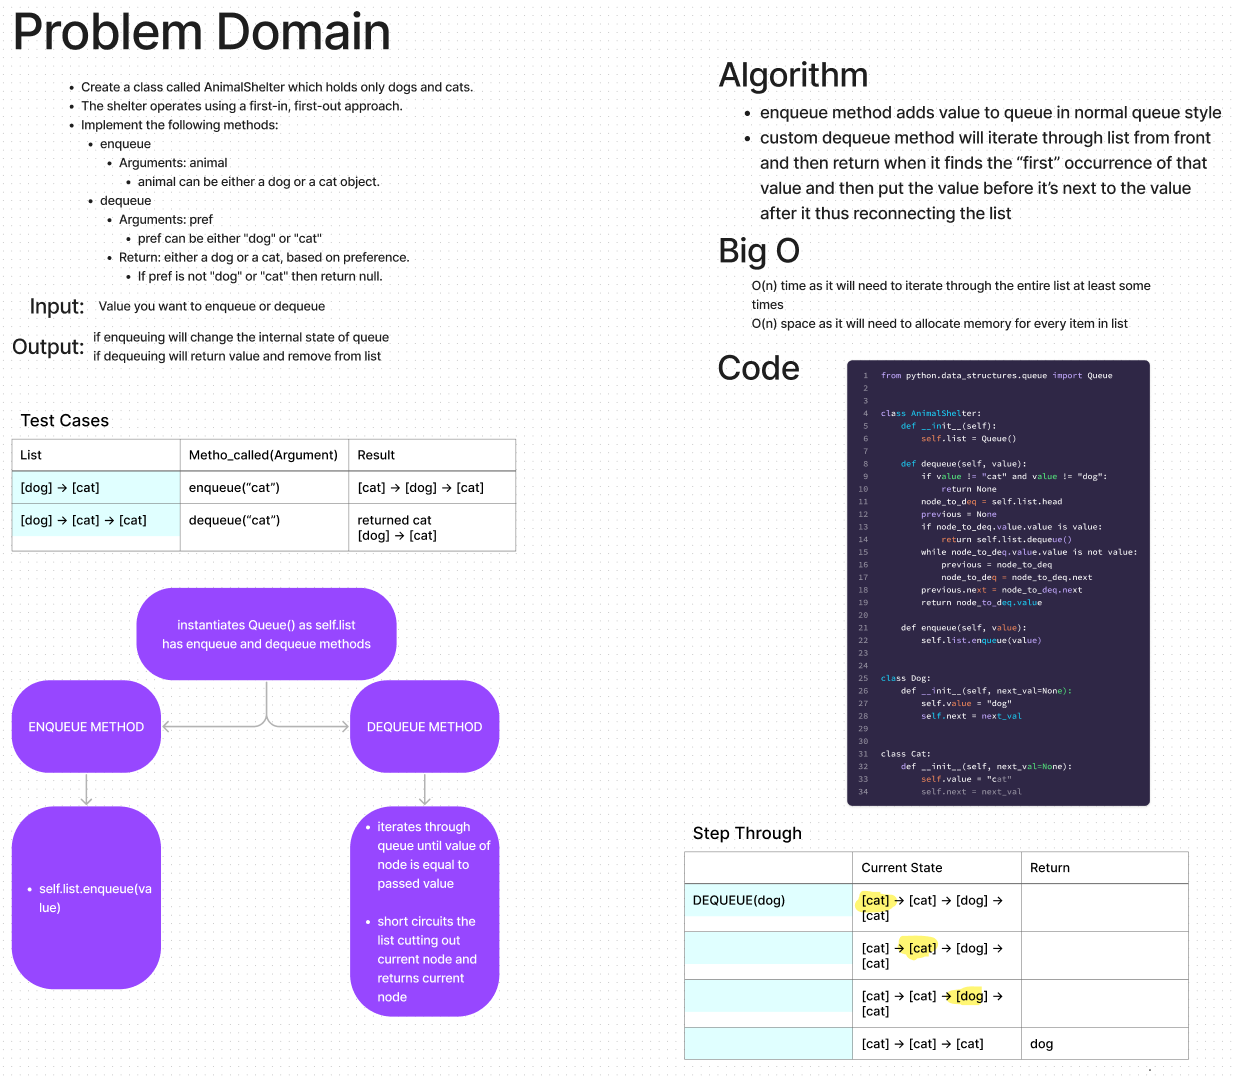 Problem Domain
Create a class called AnimalShelter which holds only dogs and cats.
The shelter operates using a first-in, first-out approach.
Implement the following methods:
enqueue
Arguments: animal
animal can be either a dog or a cat object.
dequeue
Arguments: pref
pref can be either "dog" or "cat"
Return: either a dog or a cat, based on preference.
If pref is not "dog" or "cat" then return null.
Input: Value you want to enqueue or dequeue
Output: if enqueuing will change the internal state of queue
if dequeuing will return value and remove from list
Test Cases
List Metho_called(Argument) Result
[dog] → [cat] enqueue(“cat”) [cat] → [dog] → [cat]
[dog] → [cat] → [cat] dequeue(“cat”) returned cat
[dog] → [cat]
instantiates Queue() as self.list
has enqueue and dequeue methods
ENQUEUE METHOD
DEQUEUE METHOD
self.list.enqueue(va
lue)
iterates through
queue until value of
node is equal to
passed value
short circuits the
list cutting out
current node and
returns current
node
Algorithm
enqueue method adds value to queue in normal queue style
custom dequeue method will iterate through list from front
and then return when it finds the “first” occurrence of that
value and then put the value before it’s next to the value
after it thus reconnecting the list
Big O
O(n) time as it will need to iterate through the entire list at least some
times
O(n) space as it will need to allocate memory for every item in list
Code
1 from python.data_structures.queue import Queue
2
3
4 class AnimalShelter:
5 def __init__(self):
6 self.list = Queue()
7
8 def dequeue(self, value):
9 if value != "cat" and value != "dog":
10 return None
11 node_to_deq = self.list.head
12 previous = None
13 if node_to_deq.value.value is value:
14 return self.list.dequeue()
15 while node_to_deq.value.value is not value:
16 previous = node_to_deq
17 node_to_deq = node_to_deq.next
18 previous.next = node_to_deq.next
19 return node_to_deq.value
20
21 def enqueue(self, value):
22 self.list.enqueue(value)
23
24
25 class Dog:
26 def __init__(self, next_val=None):
27 self.value = "dog"
28 self.next = next_val
29
30
31 class Cat:
32 def __init__(self, next_val=None):
33 self.value = "cat"
34 self.next = next_val
Step Through
Current State Return
DEQUEUE(dog) [cat] → [cat] → [dog] →
[cat]
[cat] → [cat] → [dog] →
[cat]
[cat] → [cat] → [dog] →
[cat]
[cat] → [cat] → [cat] dog